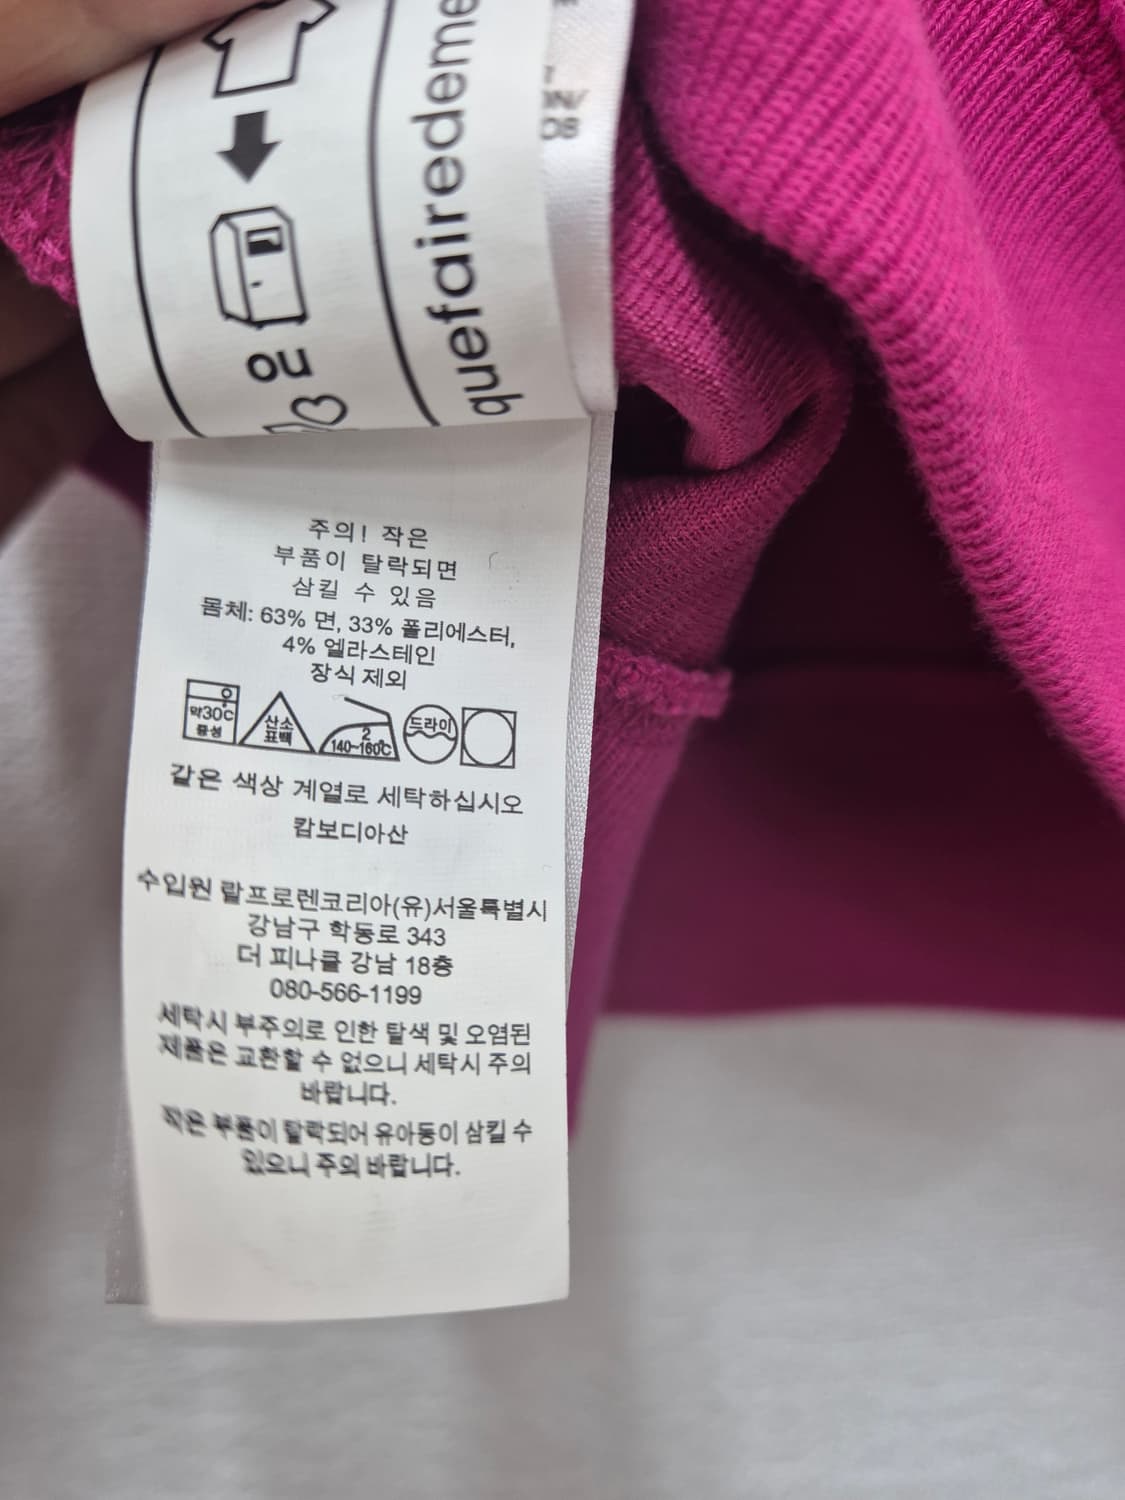 quefairedeme
ou
주의! 작은
부품이 탈락되면
삼킬 수 있음
몸체: 63% 면, 33% 폴리에스터,
4% 엘라스테인
장식 제외
약30℃
중성
산소
표백
2
140~160℃
드라이
같은 색상 계열로 세탁하십시오
캄보디아산
수입원 랄프로렌코리아(유)서울특별시
강남구 학동로 343
더 피나클 강남 18층
080-566-1199
세탁시 부주의로 인한 탈색 및 오염된
제품은 교환할 수 없으니 세탁시 주의
바랍니다.
작은 부품이 탈락되어 유아동이 삼킬 수
있으니 주의 바랍니다.